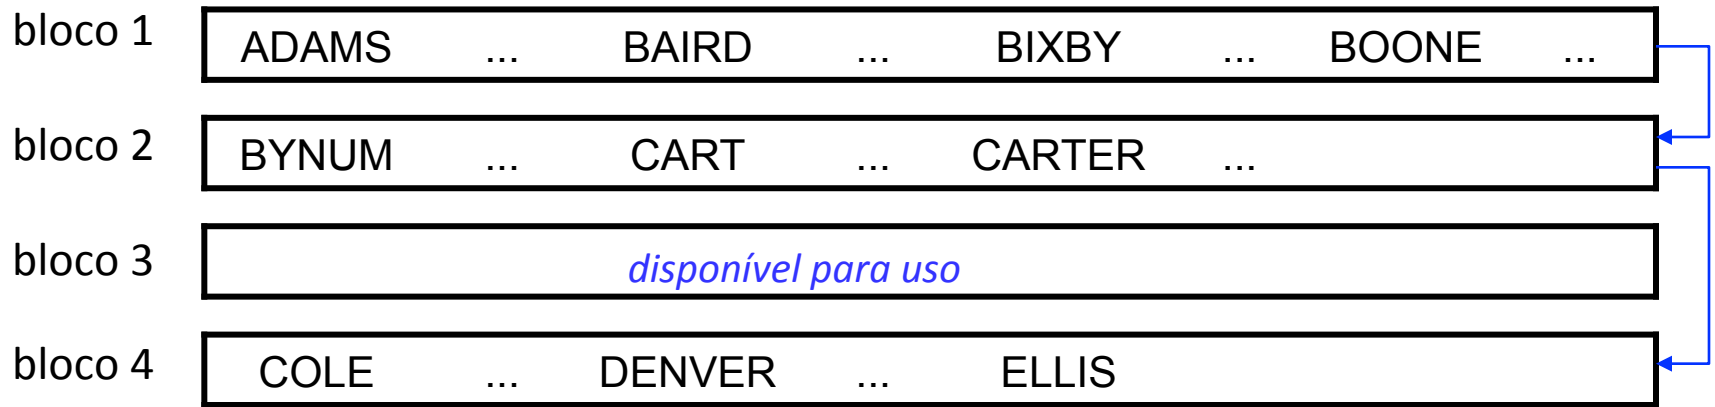 bloco 1 ADAMS ... BAIRD ... BIXBY ... BOONE ...
bloco 2 BYNUM ... CART ... CARTER ...
bloco 3 disponível para uso
bloco 4 COLE ... DENVER ... ELLIS